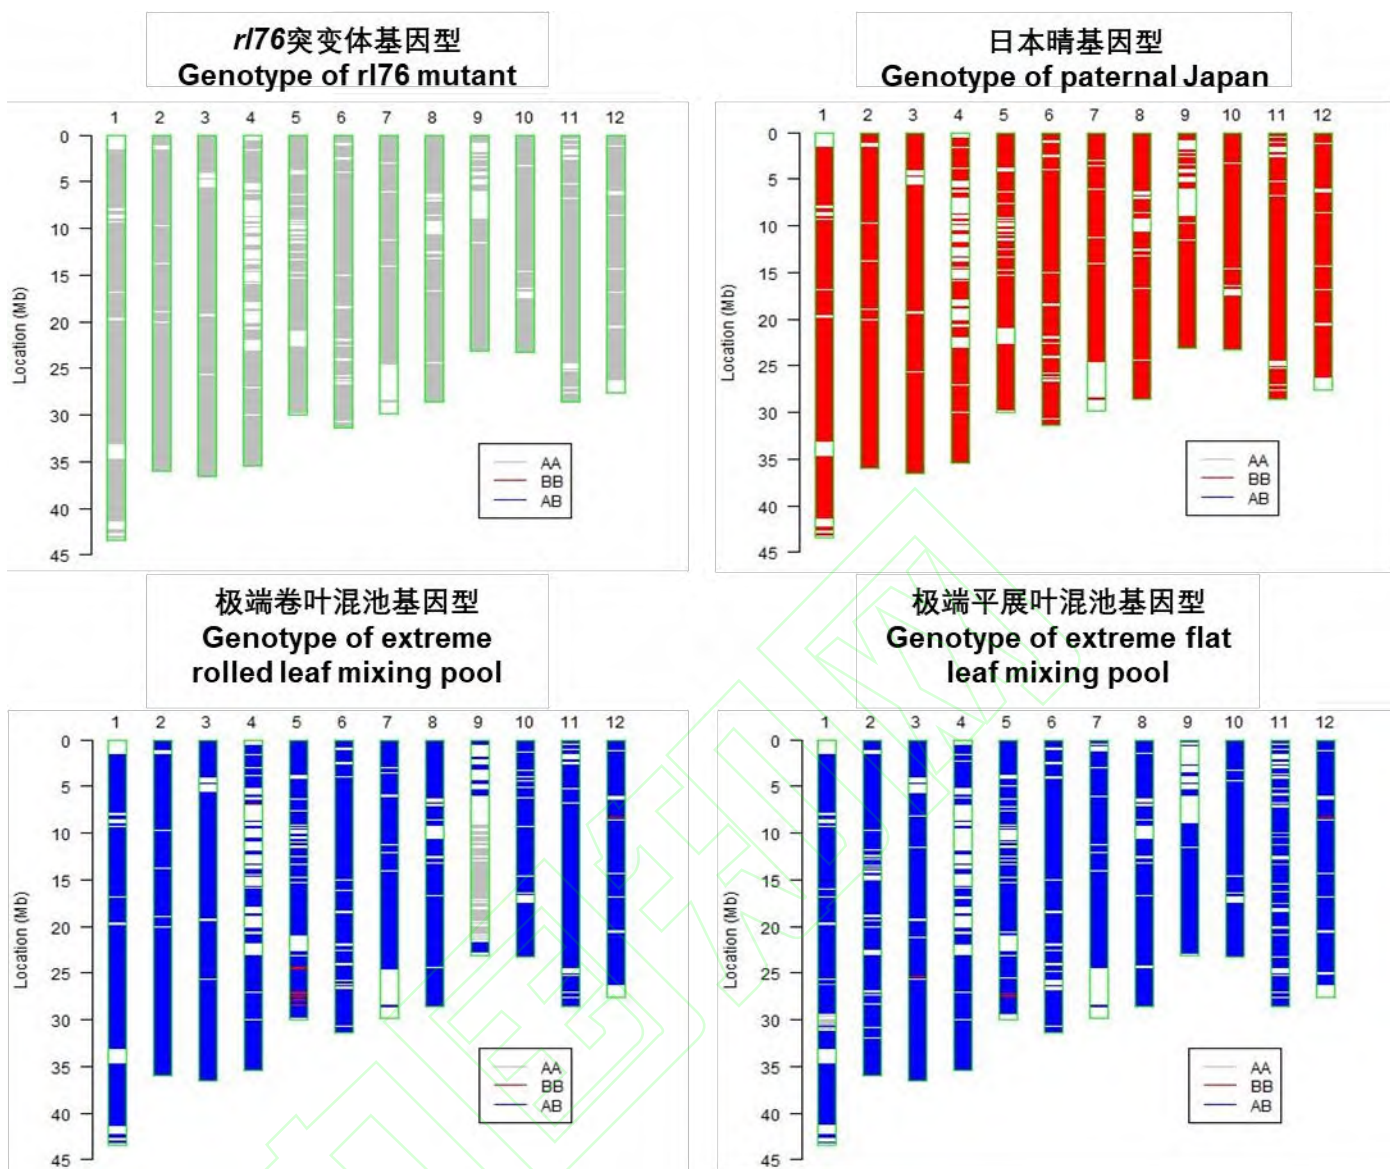 rl76突变体基因型
Genotype of rl76 mutant
1 2 3 4 5 6 7 8 9 10 11 12
0
5
10
15
20
25
30
35
40
45
Location (Mb)
AA
BB
AB
日本晴基因型
Genotype of paternal Japan
1 2 3 4 5 6 7 8 9 10 11 12
0
5
10
15
20
25
30
35
40
45
Location (Mb)
AA
BB
AB
极端卷叶混池基因型
Genotype of extreme
rolled leaf mixing pool
1 2 3 4 5 6 7 8 9 10 11 12
0
5
10
15
20
25
30
35
40
45
Location (Mb)
AA
BB
AB
极端平展叶混池基因型
Genotype of extreme flat
leaf mixing pool
1 2 3 4 5 6 7 8 9 10 11 12
0
5
10
15
20
25
30
35
40
45
Location (Mb)
AA
BB
AB